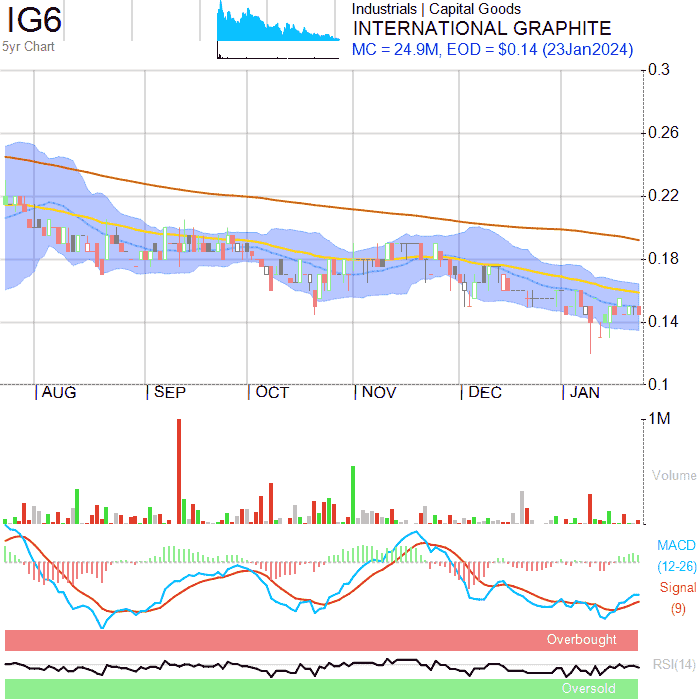 IG6
5yr Chart
Industrials | Capital Goods
INTERNATIONAL GRAPHITE
MC = 24.9M, EOD = $0.14 (23Jan2024)
0.3
0.26
0.22
0.18
0.14
0.1
AUG SEP OCT NOV DEC JAN
1M
Volume
MACD
(12-26)
Signal
(9)
Overbought
RSI(14)
Oversold